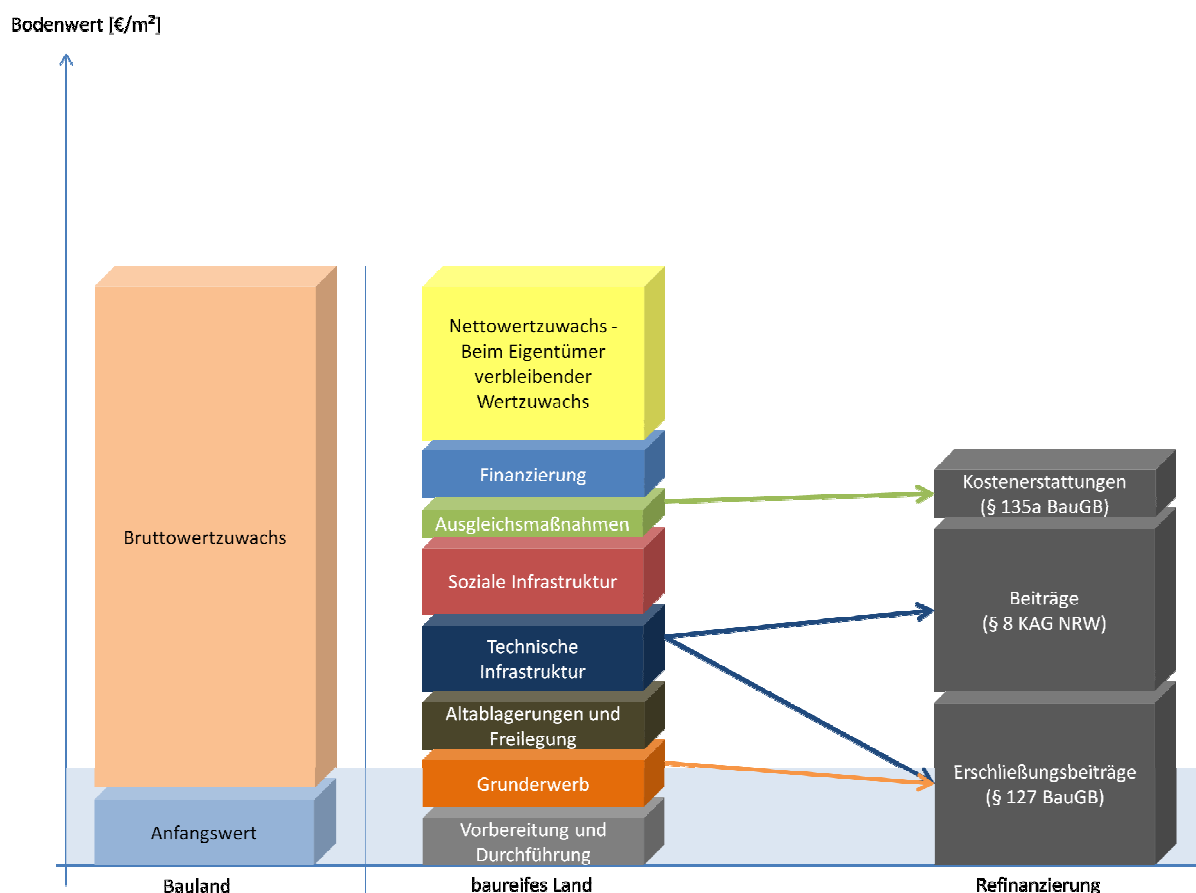 Bodenwert [€/m²]
Bruttowertzuwachs
Anfangswert
Nettowertzuwachs -
Beim Eigentümer
verbleibender
Wertzuwachs
Finanzierung
Ausgleichsmaßnahmen
Soziale Infrastruktur
Technische
Infrastruktur
Altablagerungen und
Freilegung
Grunderwerb
Vorbereitung und
Durchführung
Kostenerstattungen
(§ 135a BauGB)
Beiträge
(§ 8 KAG NRW)
Erschließungsbeiträge
(§ 127 BauGB)
Bauland
baureifes Land
Refinanzierung